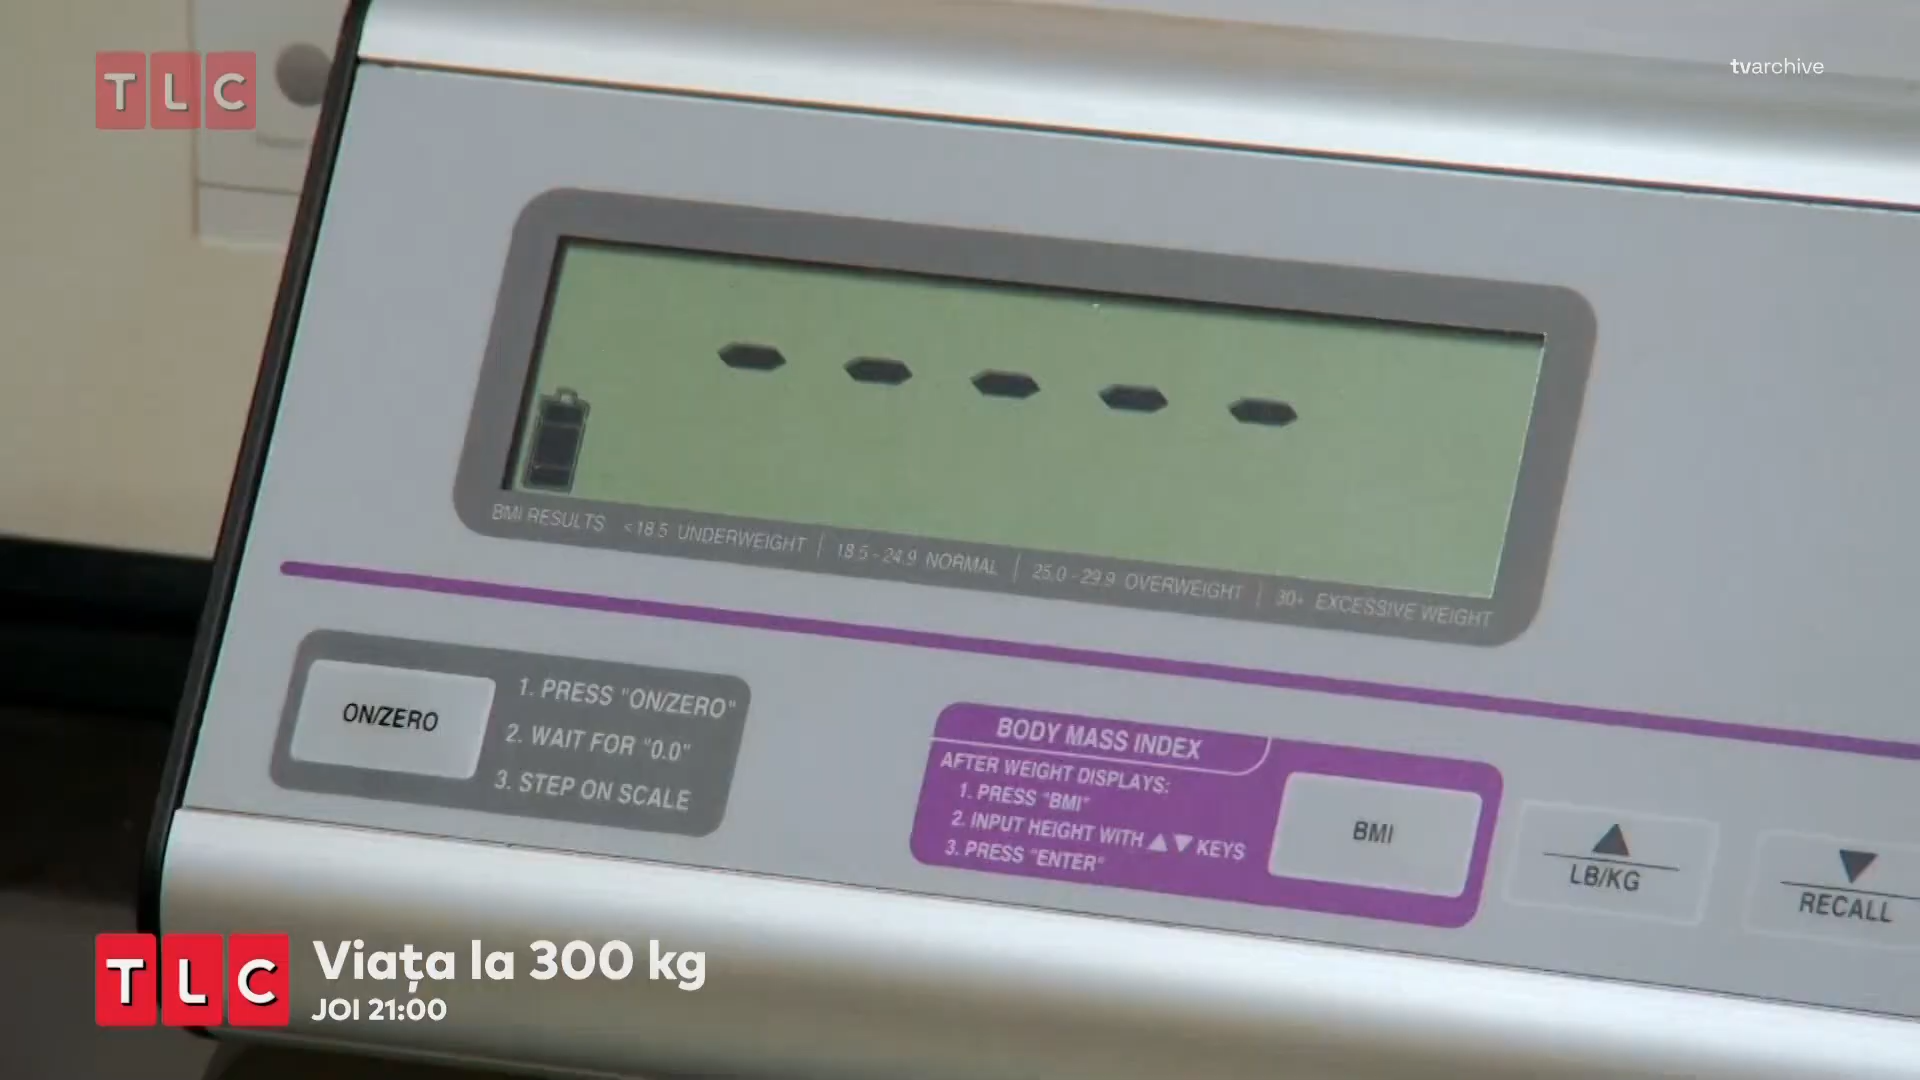 TLC
tvarchive
- - - - -
BMI RESULTS <18.5 UNDERWEIGHT | 18.5 - 24.9 NORMAL | 25.0 - 29.9 OVERWEIGHT | 30+ EXCESSIVE WEIGHT
ON/ZERO
1. PRESS "ON/ZERO"
2. WAIT FOR "0.0"
3. STEP ON SCALE
BODY MASS INDEX
AFTER WEIGHT DISPLAYS:
1. PRESS "BMI"
2. INPUT HEIGHT WITH ▲▼ KEYS
3. PRESS "ENTER"
BMI
▲
LB/KG
▼
RECALL
TLC
Viața la 300 kg
JOI 21:00